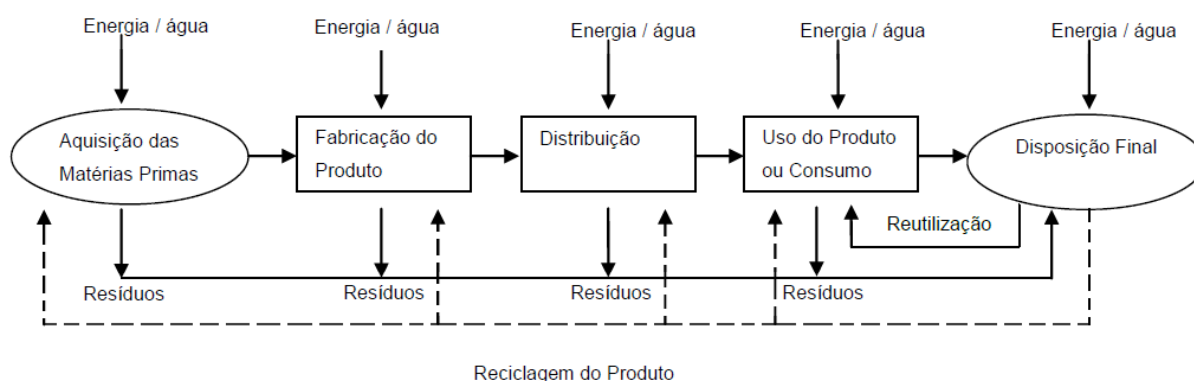 Energia / água
Energia / água
Energia / água
Energia / água
Energia / água
Aquisição das
Matérias Primas
Fabricação do
Produto
Distribuição
Uso do Produto
ou Consumo
Disposição Final
Reutilização
Resíduos
Resíduos
Resíduos
Resíduos
Reciclagem do Produto